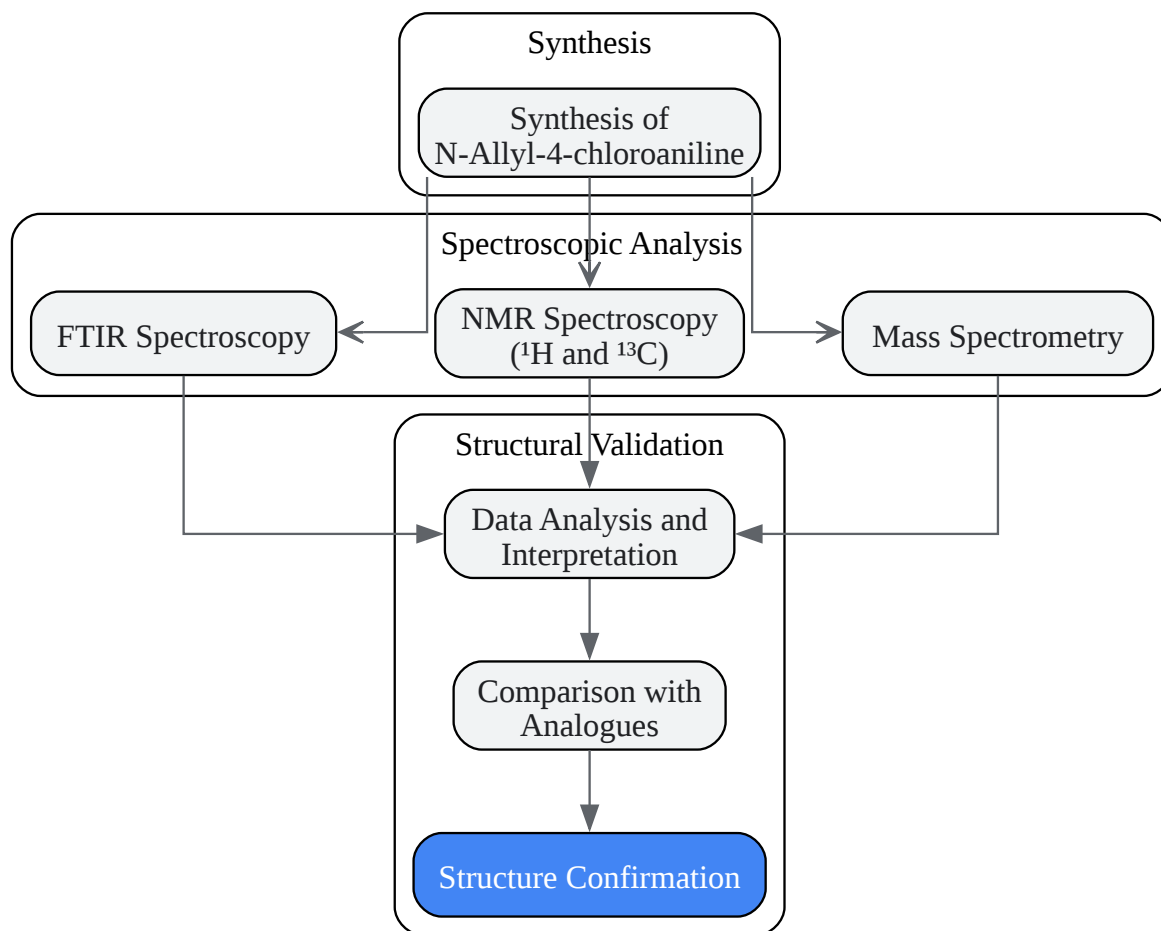 Synthesis
Synthesis of
N-Allyl-4-chloroaniline
Spectroscopic Analysis
FTIR Spectroscopy
NMR Spectroscopy
(¹H and ¹³C)
Mass Spectrometry
Structural Validation
Data Analysis and
Interpretation
Comparison with
Analogues
Structure Confirmation